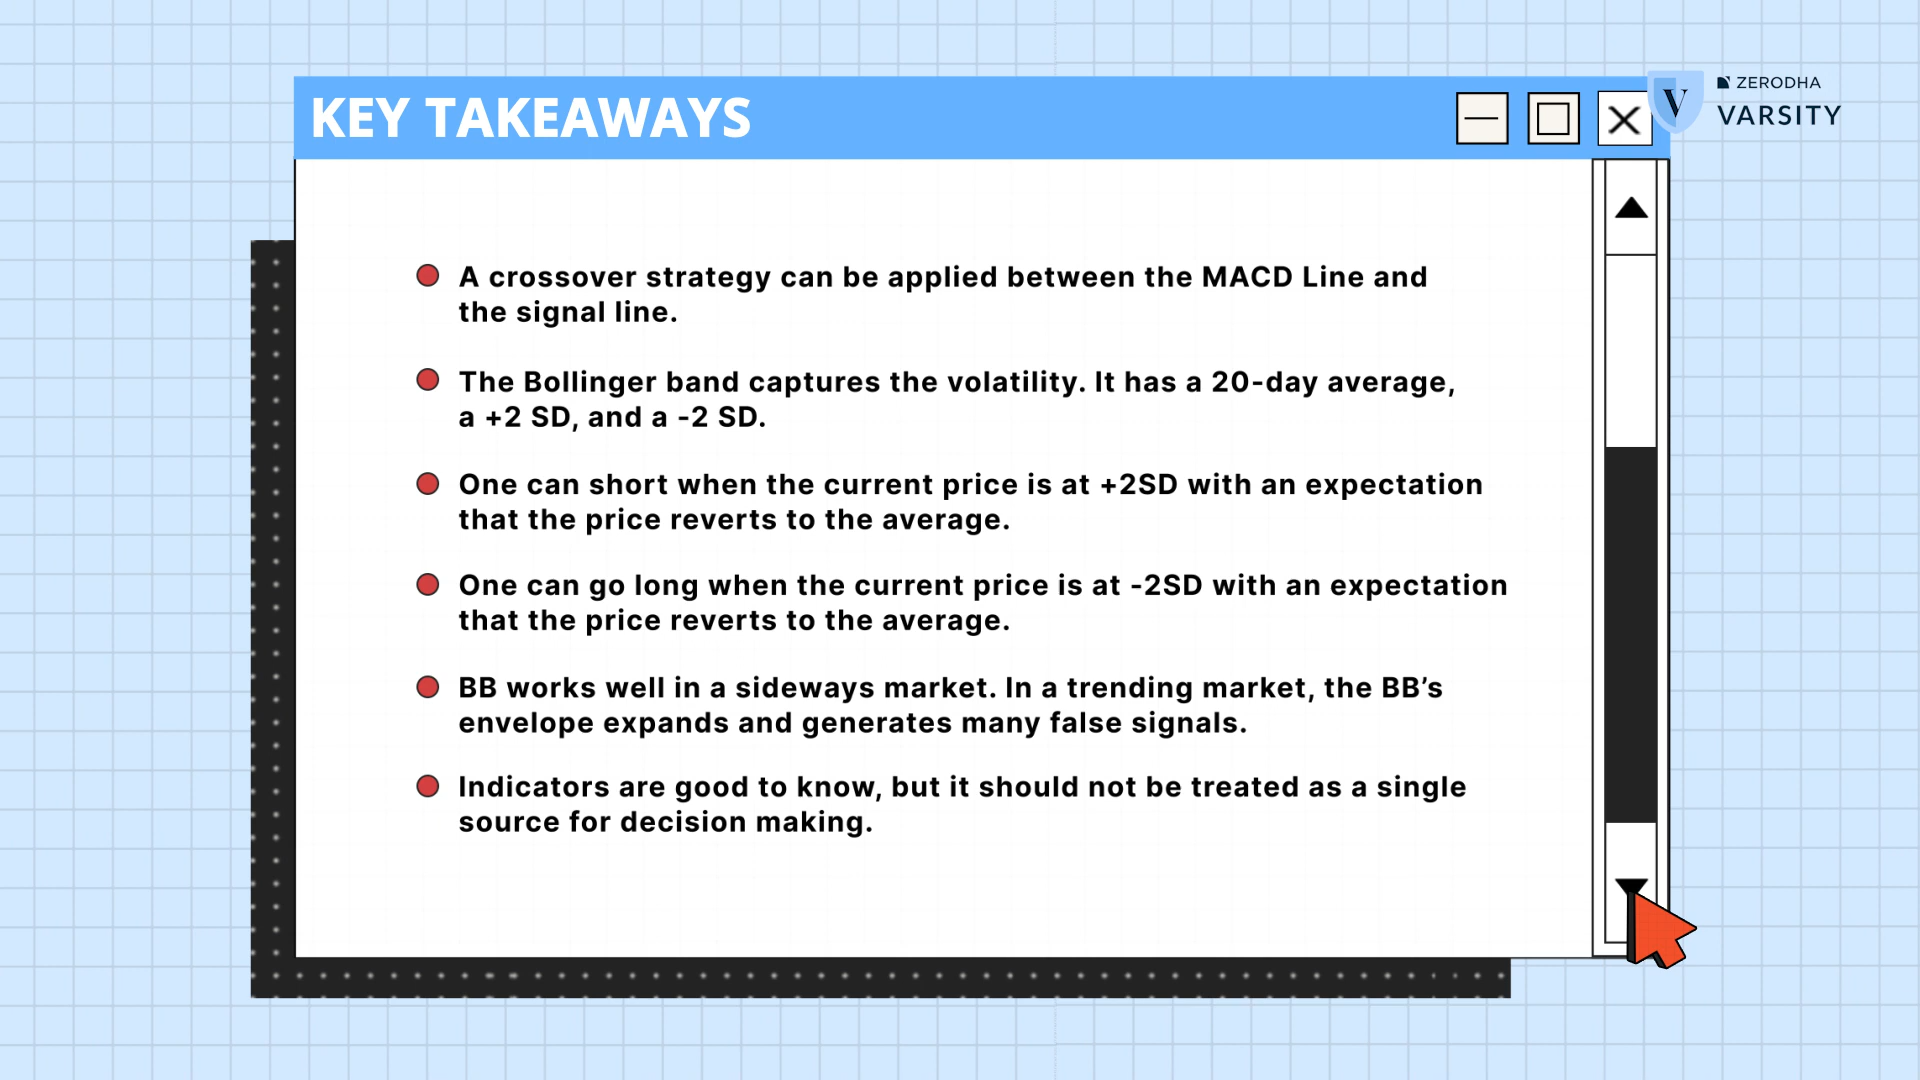 KEY TAKEAWAYS
ZERODHA
V VARSITY
A crossover strategy can be applied between the MACD Line and
the signal line.
The Bollinger band captures the volatility. It has a 20-day average,
a +2 SD, and a -2 SD.
One can short when the current price is at +2SD with an expectation
that the price reverts to the average.
One can go long when the current price is at -2SD with an expectation
that the price reverts to the average.
BB works well in a sideways market. In a trending market, the BB’s
envelope expands and generates many false signals.
Indicators are good to know, but it should not be treated as a single
source for decision making.